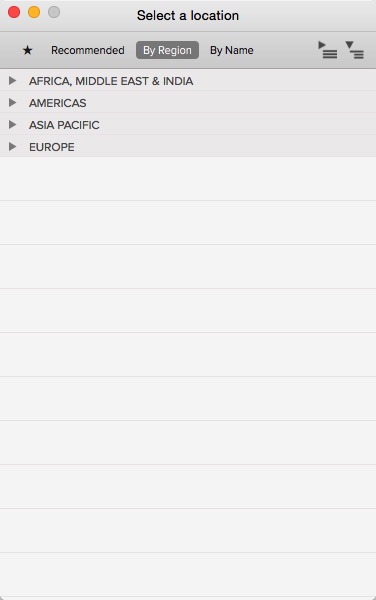 Select a location
★ Recommended By Region By Name
AFRICA, MIDDLE EAST & INDIA
AMERICAS
ASIA PACIFIC
EUROPE